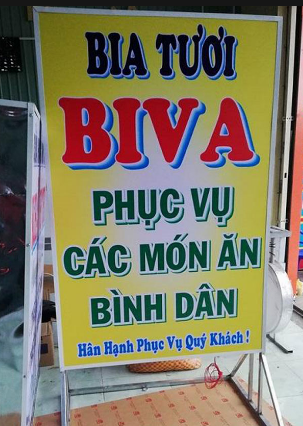 BIA TƯƠI
BIVA
PHỤC VỤ
CÁC MÓN ĂN
BÌNH DÂN
Hân Hạnh Phục Vụ Quý Khách !